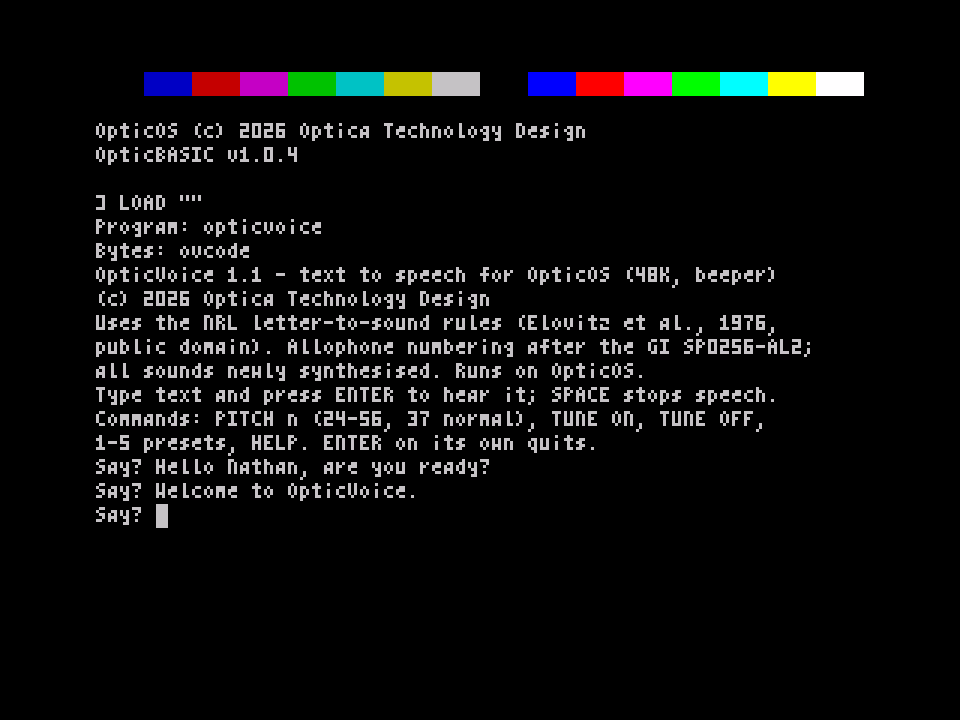 OpticOS (c) 2026 Optica Technology Design
OpticBASIC v1.0.4
] LOAD ""
Program: opticvoice
Bytes: ovcode
OpticVoice 1.1 - text to speech for OpticOS (48K, beeper)
(c) 2026 Optica Technology Design
Uses the NRL letter-to-sound rules (Elovitz et al., 1976,
public domain). Allophone numbering after the GI SP0256-AL2;
all sounds newly synthesised. Runs on OpticOS.
Type text and press ENTER to hear it; SPACE stops speech.
Commands: PITCH n (24-56, 37 normal), TUNE ON, TUNE OFF,
1-5 presets, HELP. ENTER on its own quits.
Say? Hello Nathan, are you ready?
Say? Welcome to OpticVoice.
Say?